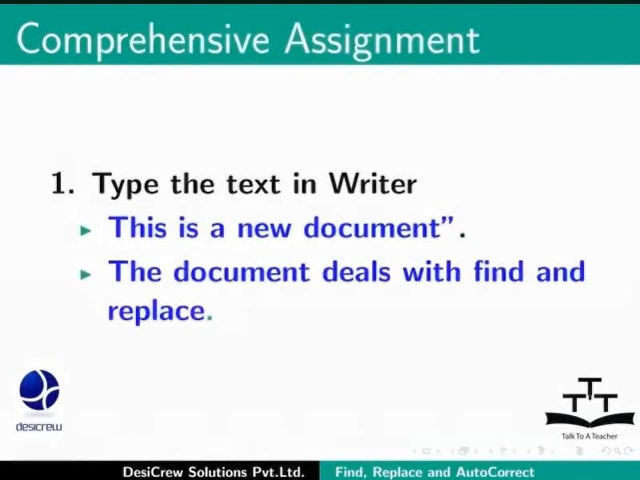 Comprehensive Assignment
1. Type the text in Writer
This is a new document”.
The document deals with find and
replace.
desicrew
TTT
Talk To A Teacher
DesiCrew Solutions Pvt.Ltd. Find, Replace and AutoCorrect